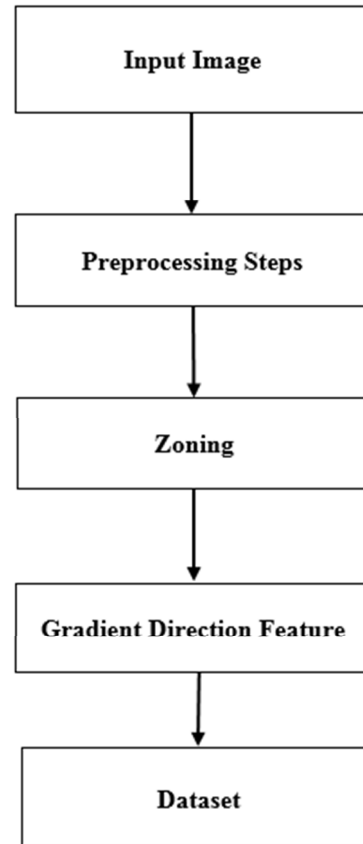 Input Image
Preprocessing Steps
Zoning
Gradient Direction Feature
Dataset